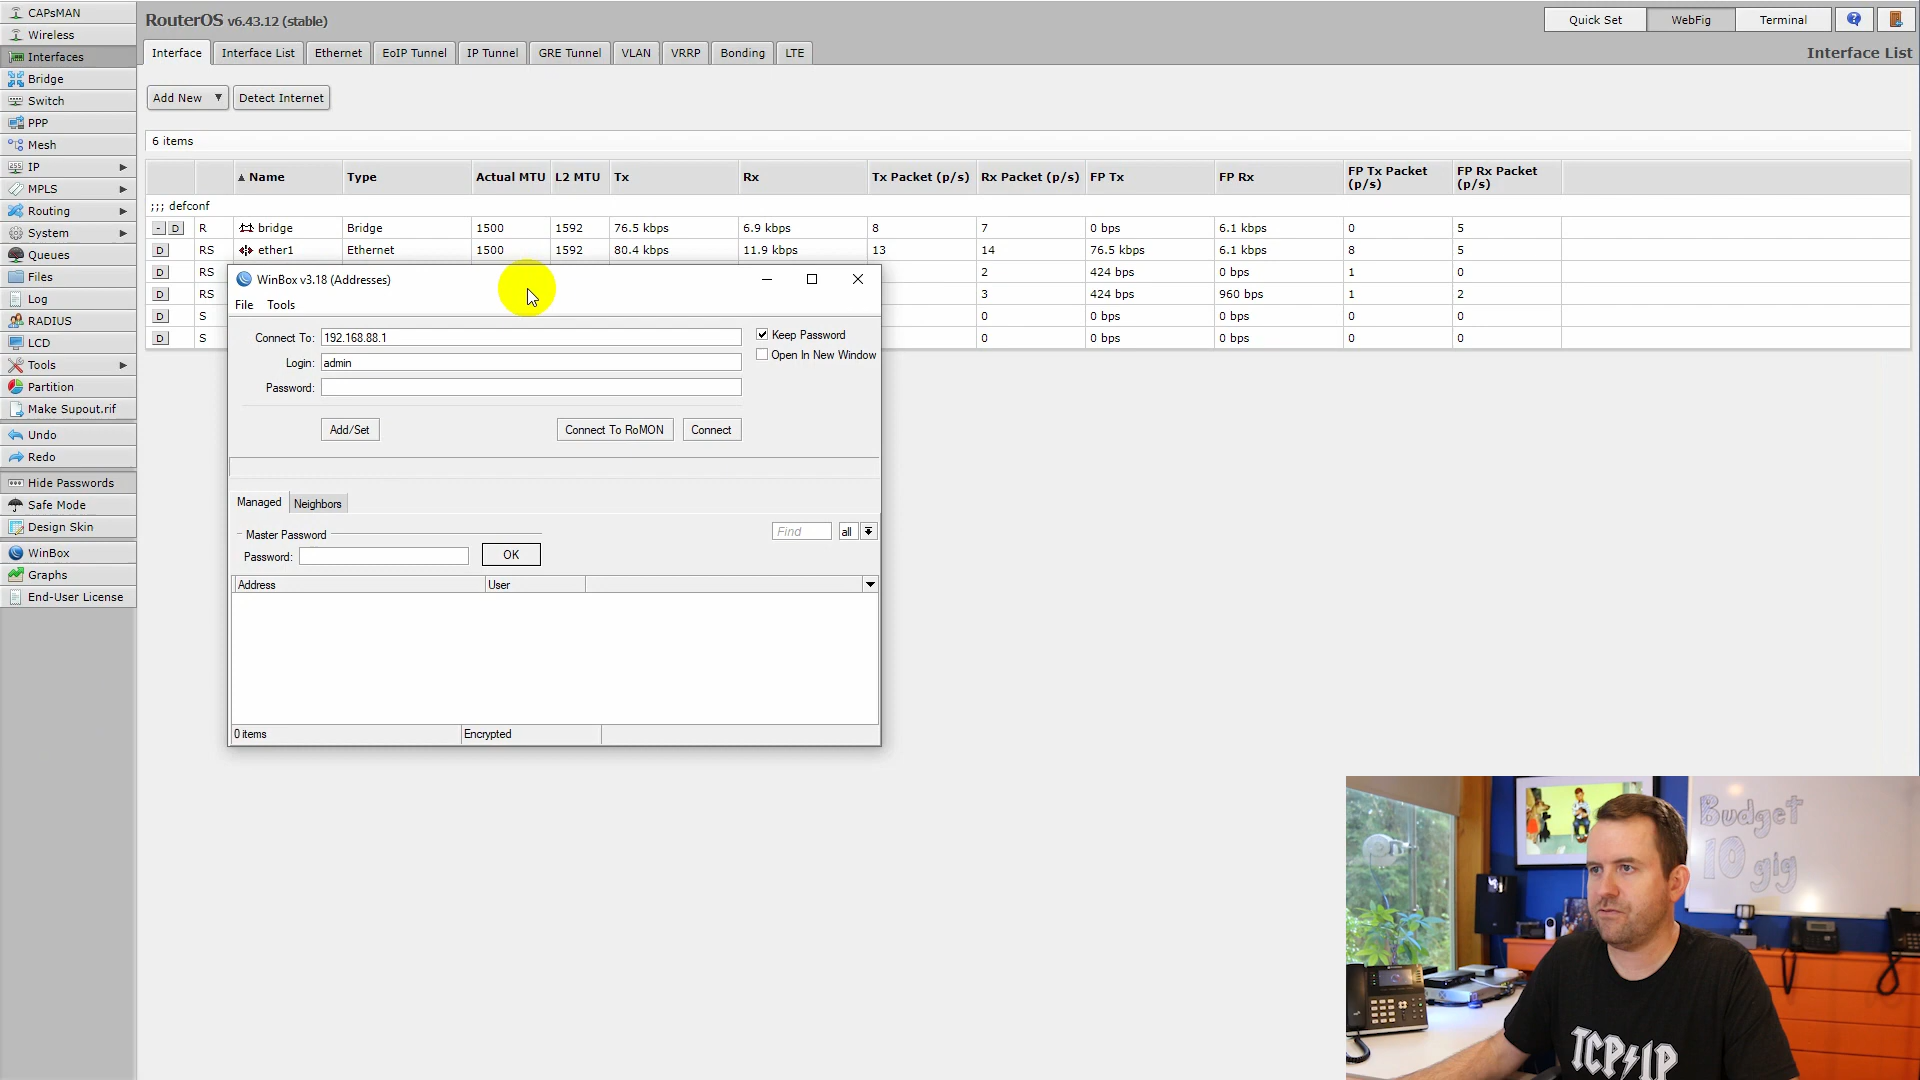 CAPsMAN
Wireless
Interfaces
Bridge
Switch
PPP
Mesh
IP
MPLS
Routing
System
Queues
Files
Log
RADIUS
LCD
Tools
Partition
Make Supout.rif
Undo
Redo
Hide Passwords
Safe Mode
Design Skin
WinBox
Graphs
End-User License
RouterOS v6.43.12 (stable)
Quick Set WebFig Terminal
Interface Interface List Ethernet EoIP Tunnel IP Tunnel GRE Tunnel VLAN VRRP Bonding LTE
Interface List
Add New Detect Internet
6 items
Name Type Actual MTU L2 MTU Tx Rx Tx Packet (p/s) Rx Packet (p/s) FP Tx FP Rx FP Tx Packet (p/s) FP Rx Packet (p/s)
;;; defconf
- D R bridge Bridge 1500 1592 76.5 kbps 6.9 kbps 8 7 0 bps 6.1 kbps 0 5
D RS ether1 Ethernet 1500 1592 80.4 kbps 11.9 kbps 13 14 76.5 kbps 6.1 kbps 8 5
D RS 2 424 bps 0 bps 1 0
D RS 3 424 bps 960 bps 1 2
D S 0 0 bps 0 bps 0 0
D S 0 0 bps 0 bps 0 0
WinBox v3.18 (Addresses)
File Tools
Connect To: 192.168.88.1
Keep Password
Login: admin
Open In New Window
Password:
Add/Set Connect To RoMON Connect
Managed Neighbors
Master Password
Find all
Password: OK
Address User
0 items Encrypted
Budget
10 gig
TCP/IP